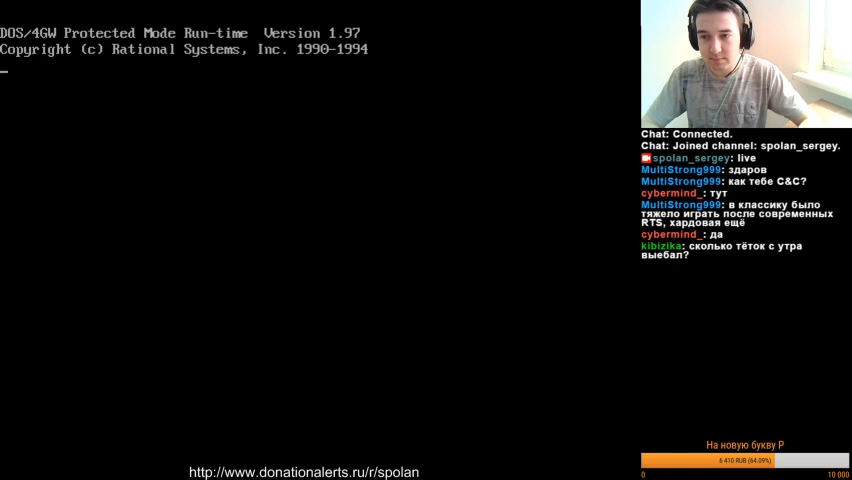 DOS/4GW Protected Mode Run-time  Version 1.97
Copyright (c) Rational Systems, Inc. 1990-1994
Chat: Connected.
Chat: Joined channel: spolan_sergey.
spolan_sergey: live
MultiStrong999: здаров
MultiStrong999: как тебе C&C?
cybermind_: тут
MultiStrong999: в классику было
тяжело играть после современных
RTS, хардовая ещё
cybermind_: да
kibizika: сколько тёток с утра
выебал?
На новую букву Р
6 410 RUB (64.09%)
0 10 000
http://www.donationalerts.ru/r/spolan